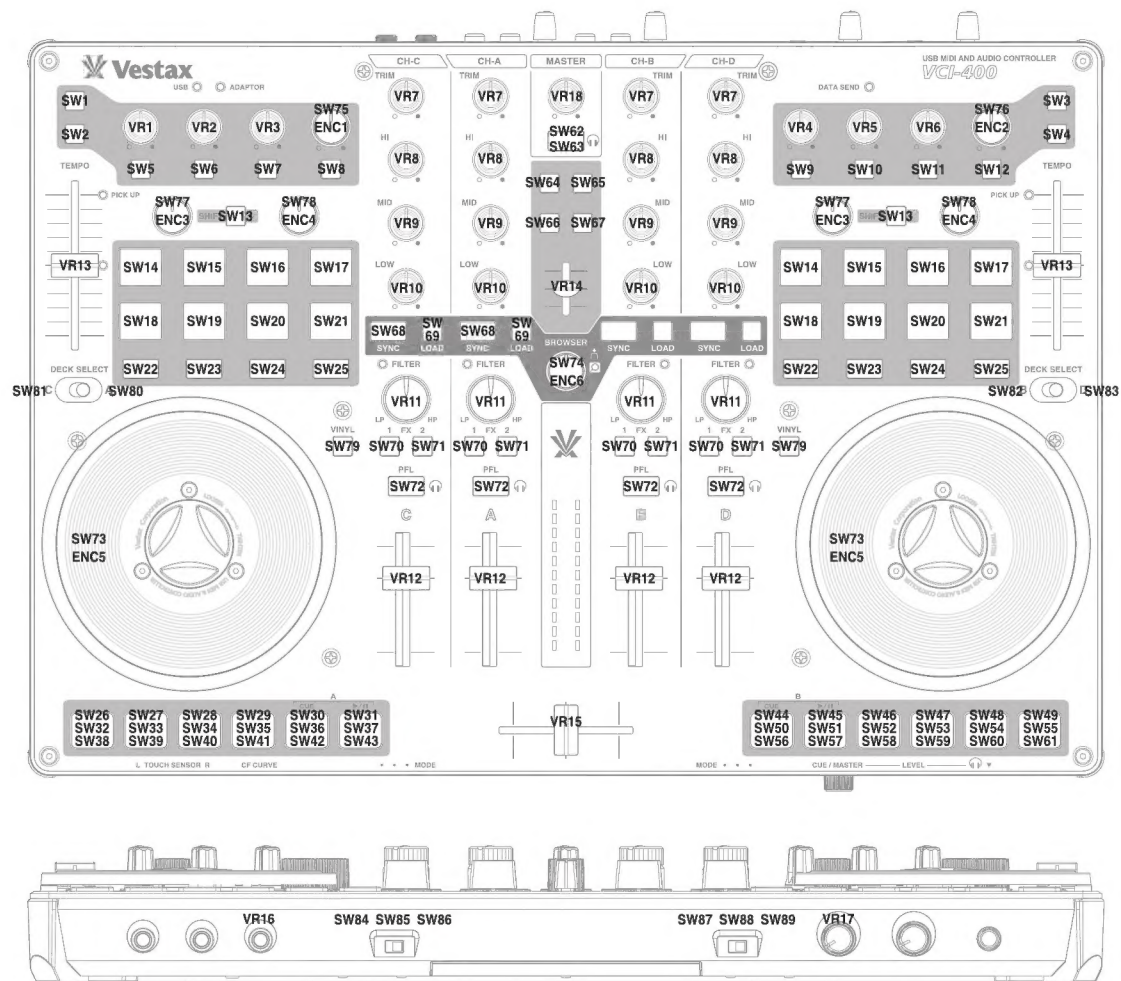 CH-C CH-A MASTER CH-B CH-D
Vestax
USB MIDI AND AUDIO CONTROLLER
VCI-400
TRIM TRIM TRIM TRIM
USB ADAPTOR DATA SEND
SW1 VR7 VR7 VR18 VR7 VR7 SW3
SW75 SW76
VR1 VR2 VR3 ENC1 VR4 VR5 VR6 ENC2
SW2 HI HI SW62 HI HI SW4
SW63
SW5 SW6 SW7 SW8 VR8 VR8 VR8 VR8 SW9 SW10 SW11 SW12
TEMPO TEMPO
SW64 SW65
PICK UP PICK UP
SW77 SW78 MID MID MID MID SW77 SW78
ENC3 SHIFT SW13 ENC4 ENC3 SHIFT SW13 ENC4
VR9 VR9 SW66 SW67 VR9 VR9
VR13 SW14 SW15 SW16 SW17 LOW LOW LOW LOW SW14 SW15 SW16 SW17 VR13
VR10 VR10 VR14 VR10 VR10
SW18 SW19 SW20 SW21 SW18 SW19 SW20 SW21
SW68 SW69 SW68 SW69
SYNC LOAD SYNC LOAD BROWSER SYNC LOAD SYNC LOAD
SW22 SW23 SW24 SW25 FILTER FILTER SW74 FILTER FILTER SW22 SW23 SW24 SW25
ENC6
DECK SELECT DECK SELECT
SW81 C A SW80 SW82 B D SW83
VR11 VR11 VR11 VR11
LP HP LP HP LP HP LP HP
VINYL 1 FX 2 1 FX 2 1 FX 2 1 FX 2 VINYL
SW79 SW70 SW71 SW70 SW71 SW70 SW71 SW70 SW71 SW79
PFL PFL PFL PFL
SW72 SW72 SW72 SW72
C A B D
SW73 SW73
ENC5 ENC5
VR12 VR12 VR12 VR12
A B
CUE CUE
SW26 SW27 SW28 SW29 SW30 SW31 VR15 SW44 SW45 SW46 SW47 SW48 SW49
SW32 SW33 SW34 SW35 SW36 SW37 SW50 SW51 SW52 SW53 SW54 SW55
SW38 SW39 SW40 SW41 SW42 SW43 SW56 SW57 SW58 SW59 SW60 SW61
L TOUCH SENSOR R CF CURVE MODE MODE CUE / MASTER LEVEL
VR16 SW84 SW85 SW86 SW87 SW88 SW89 VR17